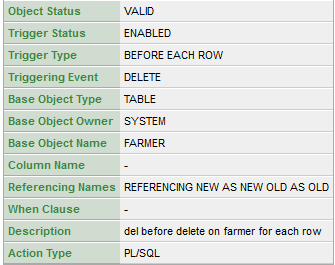 Object Status VALID
Trigger Status ENABLED
Trigger Type BEFORE EACH ROW
Triggering Event DELETE
Base Object Type TABLE
Base Object Owner SYSTEM
Base Object Name FARMER
Column Name -
Referencing Names REFERENCING NEW AS NEW OLD AS OLD
When Clause -
Description del before delete on farmer for each row
Action Type PL/SQL